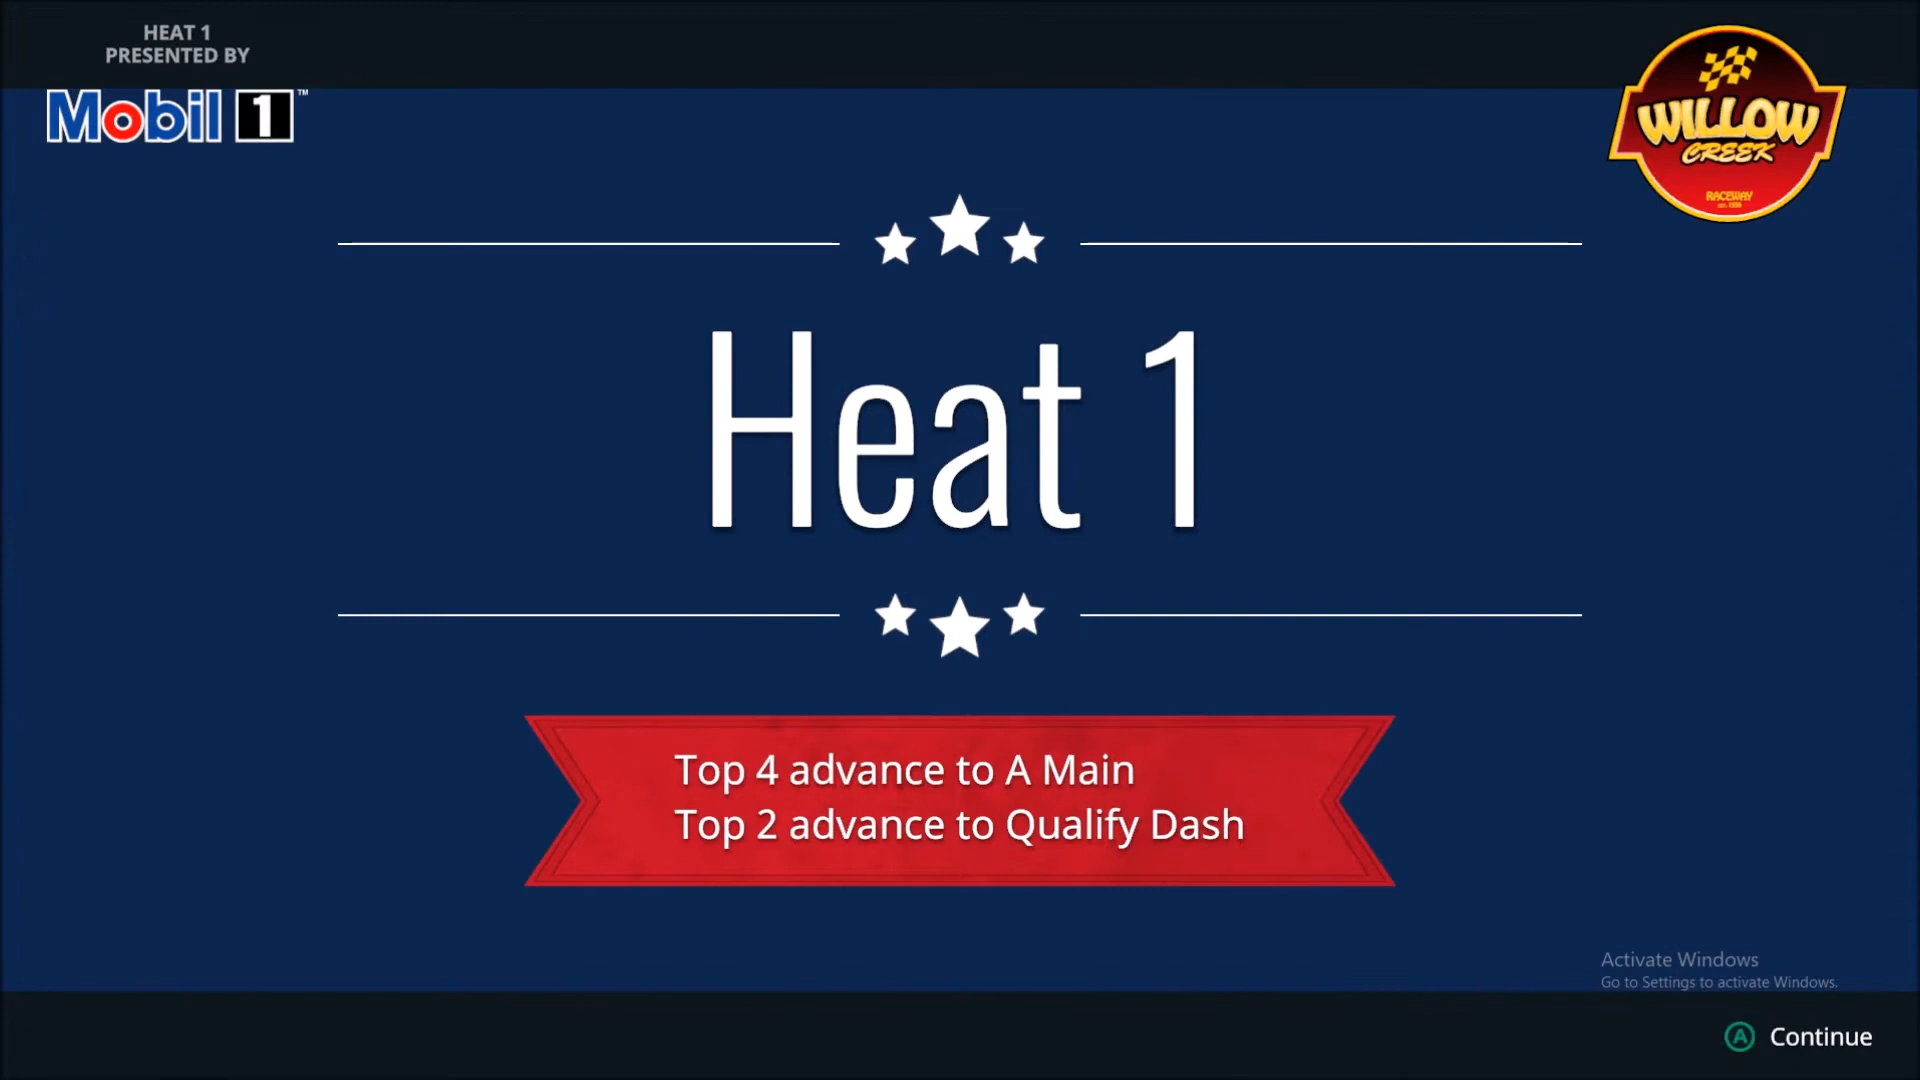 HEAT 1
PRESENTED BY
Mobil 1™
WILLOW
CREEK
RACEWAY
Heat 1
Top 4 advance to A Main
Top 2 advance to Qualify Dash
Activate Windows
Go to Settings to activate Windows.
A Continue